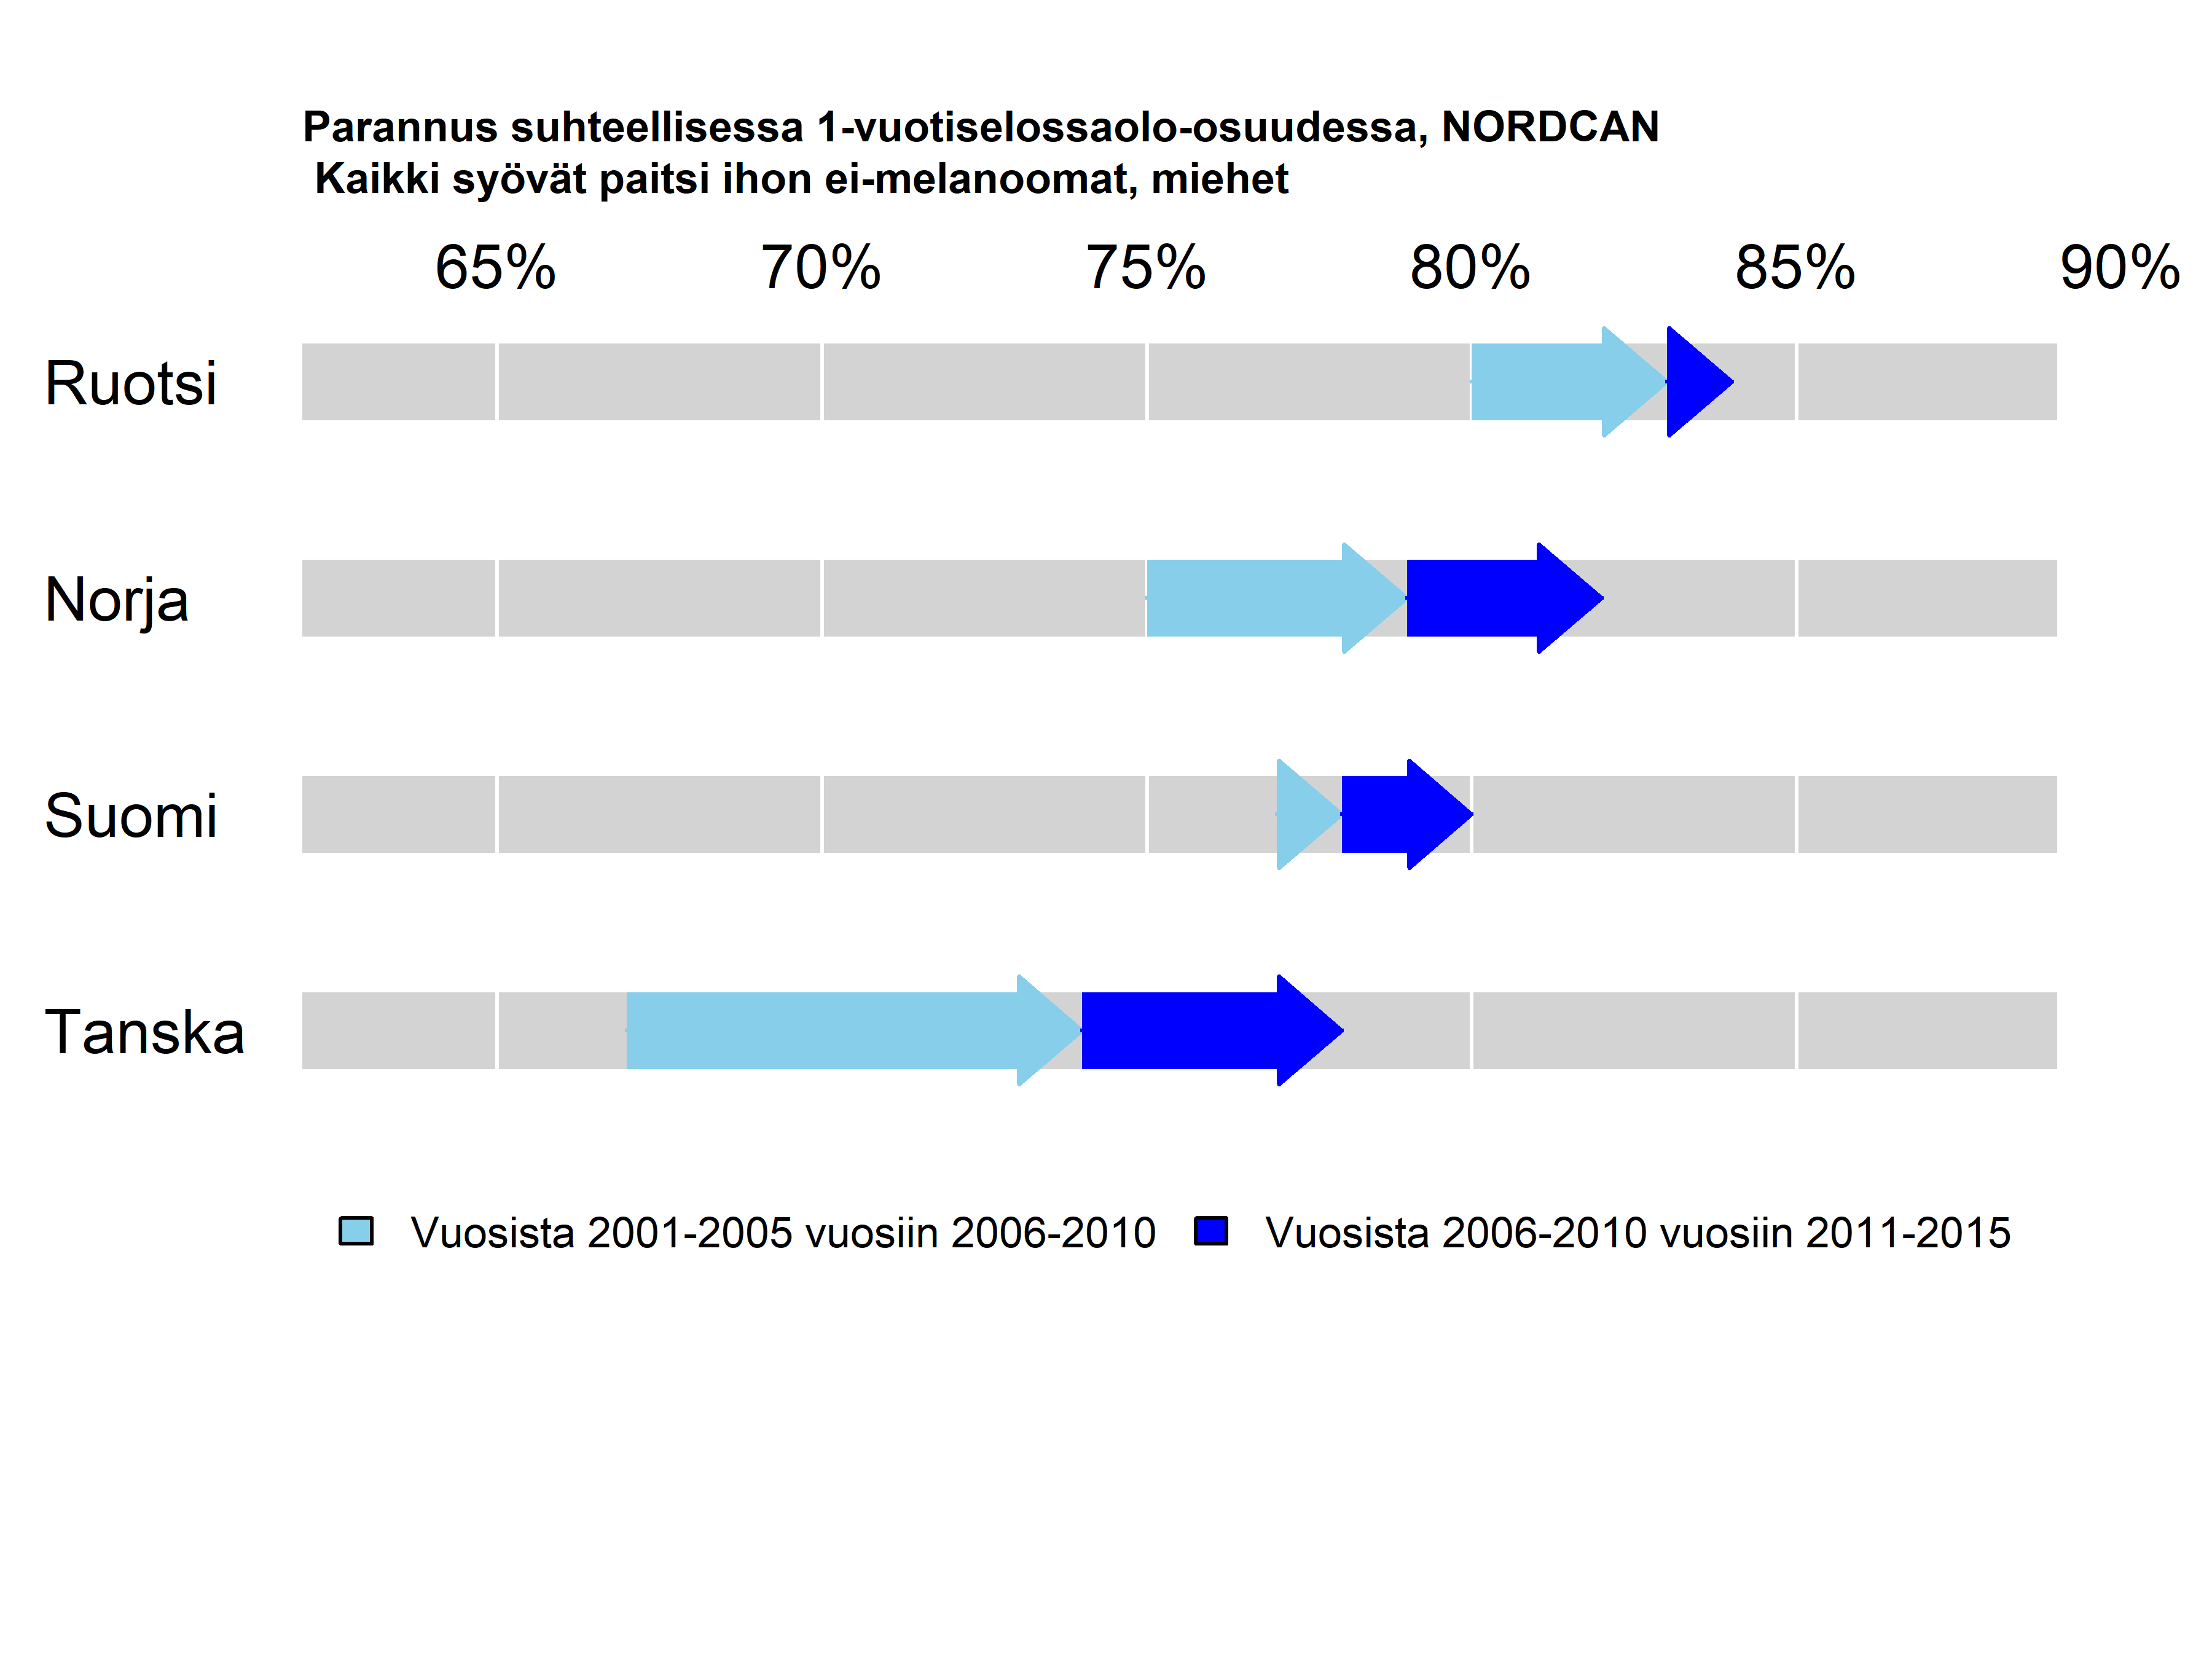 Parannus suhteellisessa 1-vuotiselossaolo-osuudessa, NORDCAN
Kaikki syövät paitsi ihon ei-melanoomat, miehet
65% 70% 75% 80% 85% 90%
Ruotsi
Norja
Suomi
Tanska
Vuosista 2001-2005 vuosiin 2006-2010 Vuosista 2006-2010 vuosiin 2011-2015